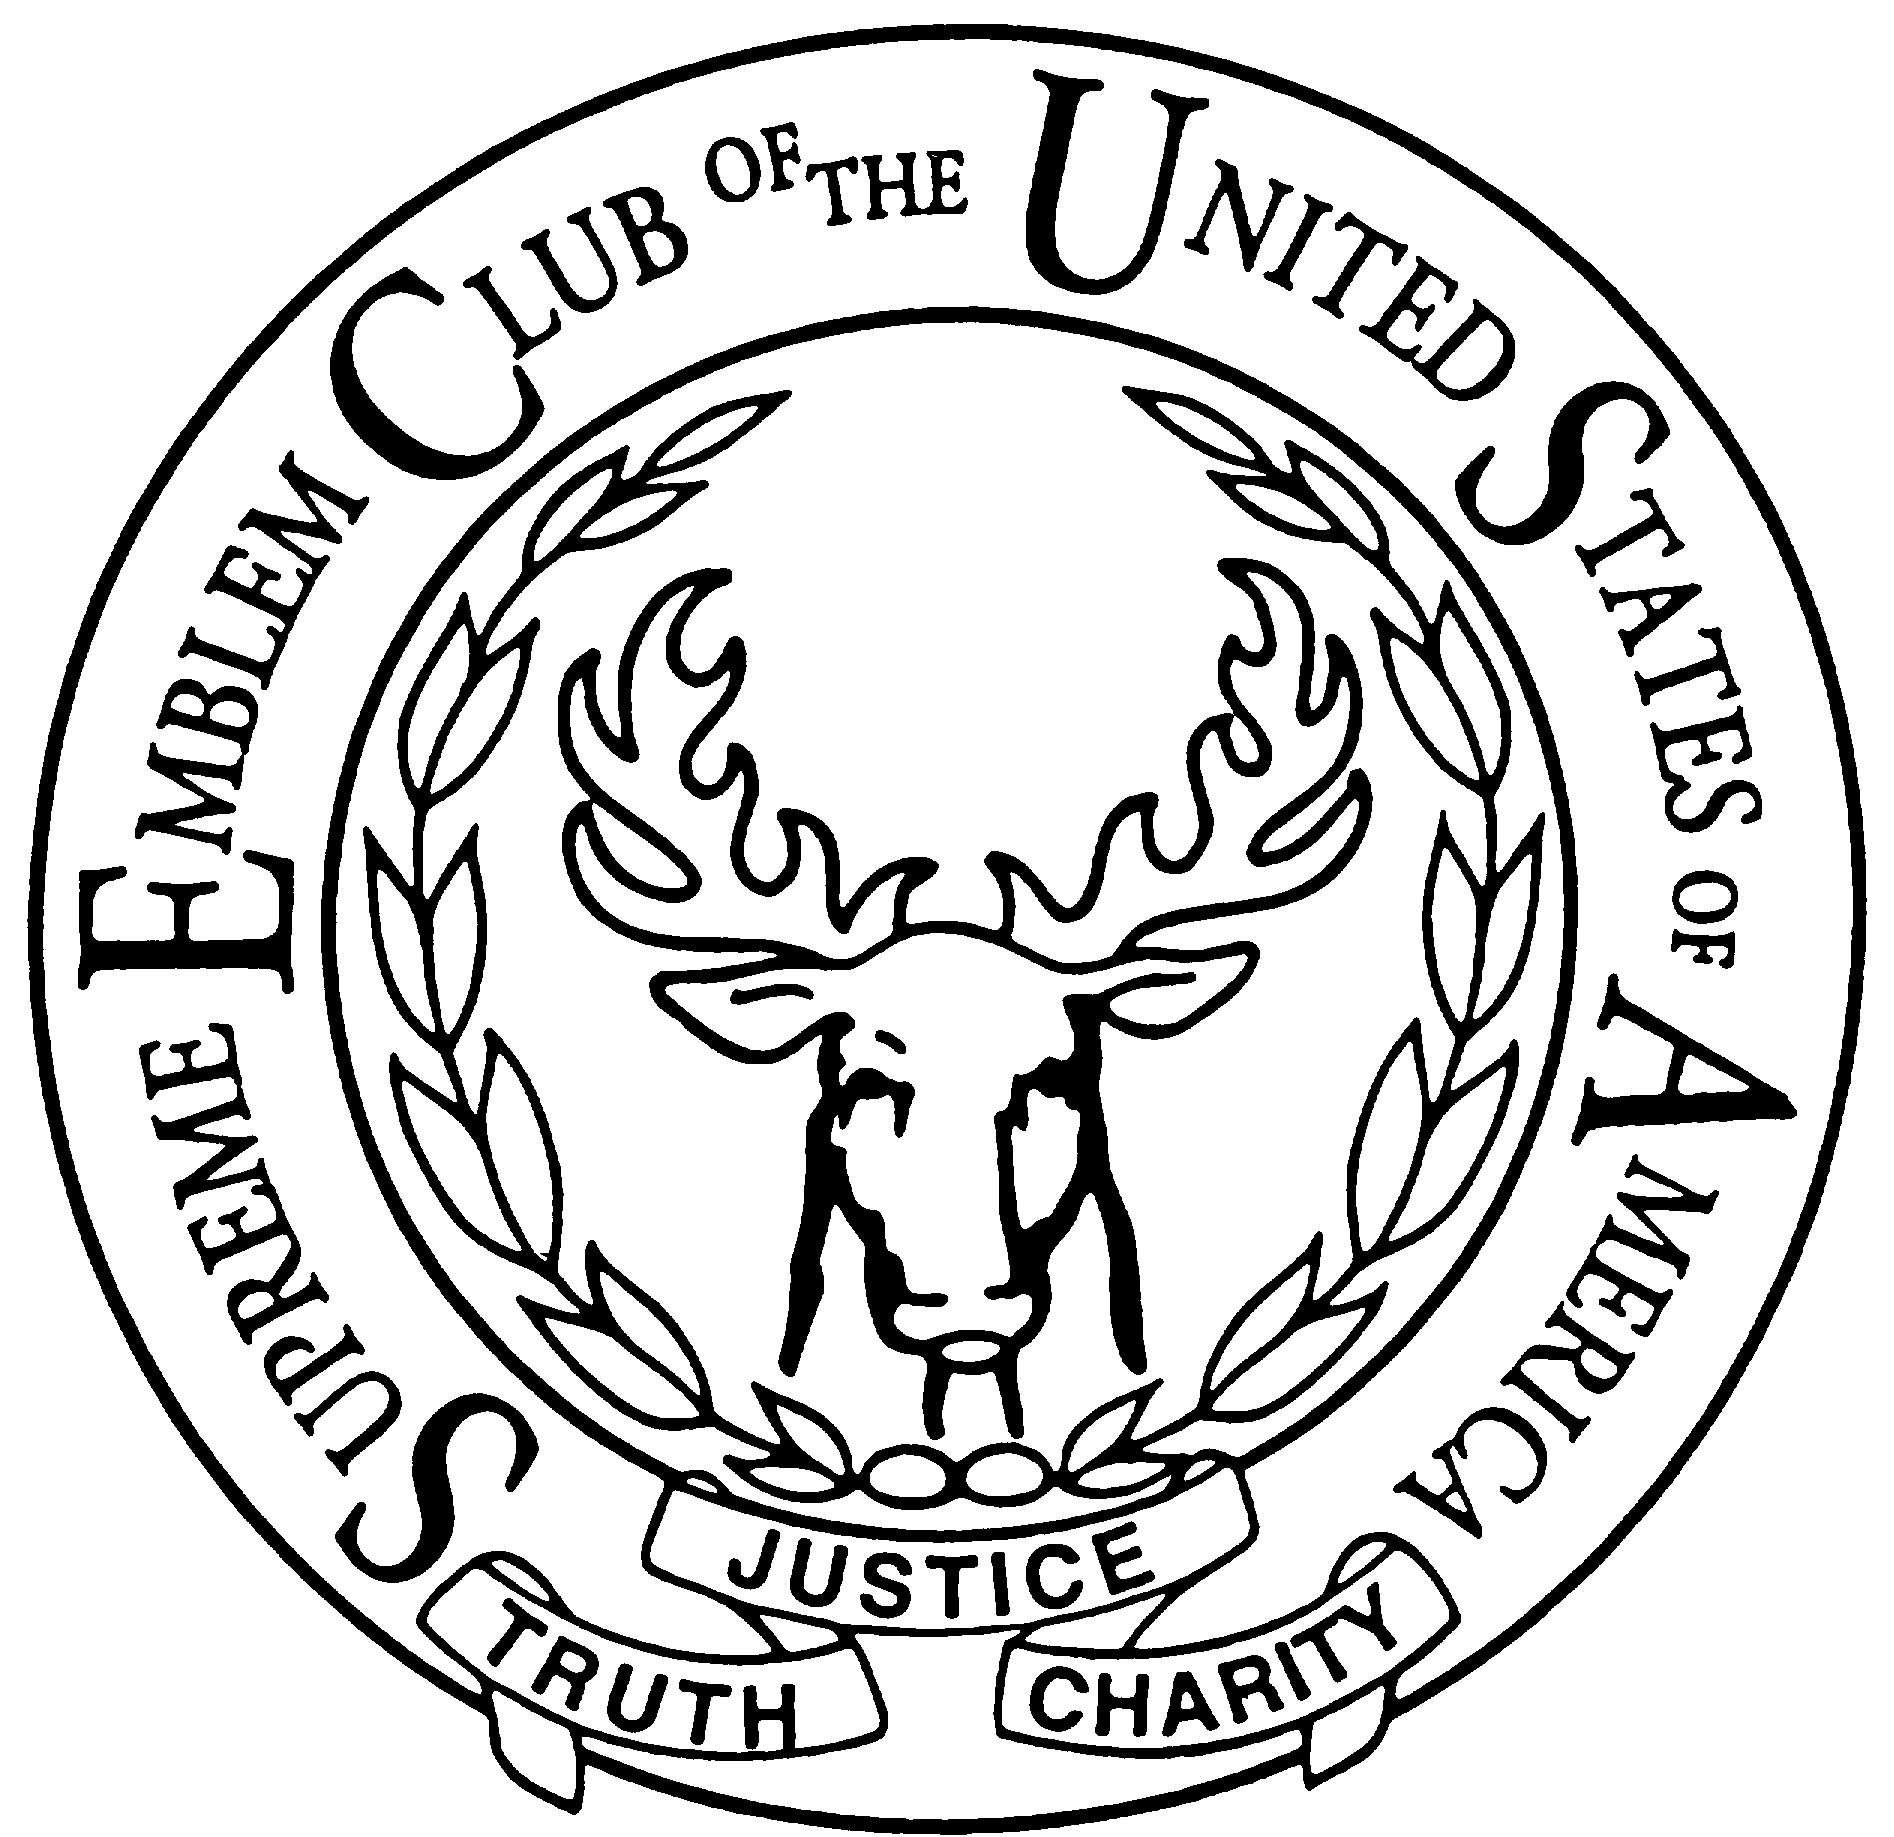 SUPREME EMBLEM CLUB OF THE UNITED STATES OF AMERICA
JUSTICE
TRUTH
CHARITY